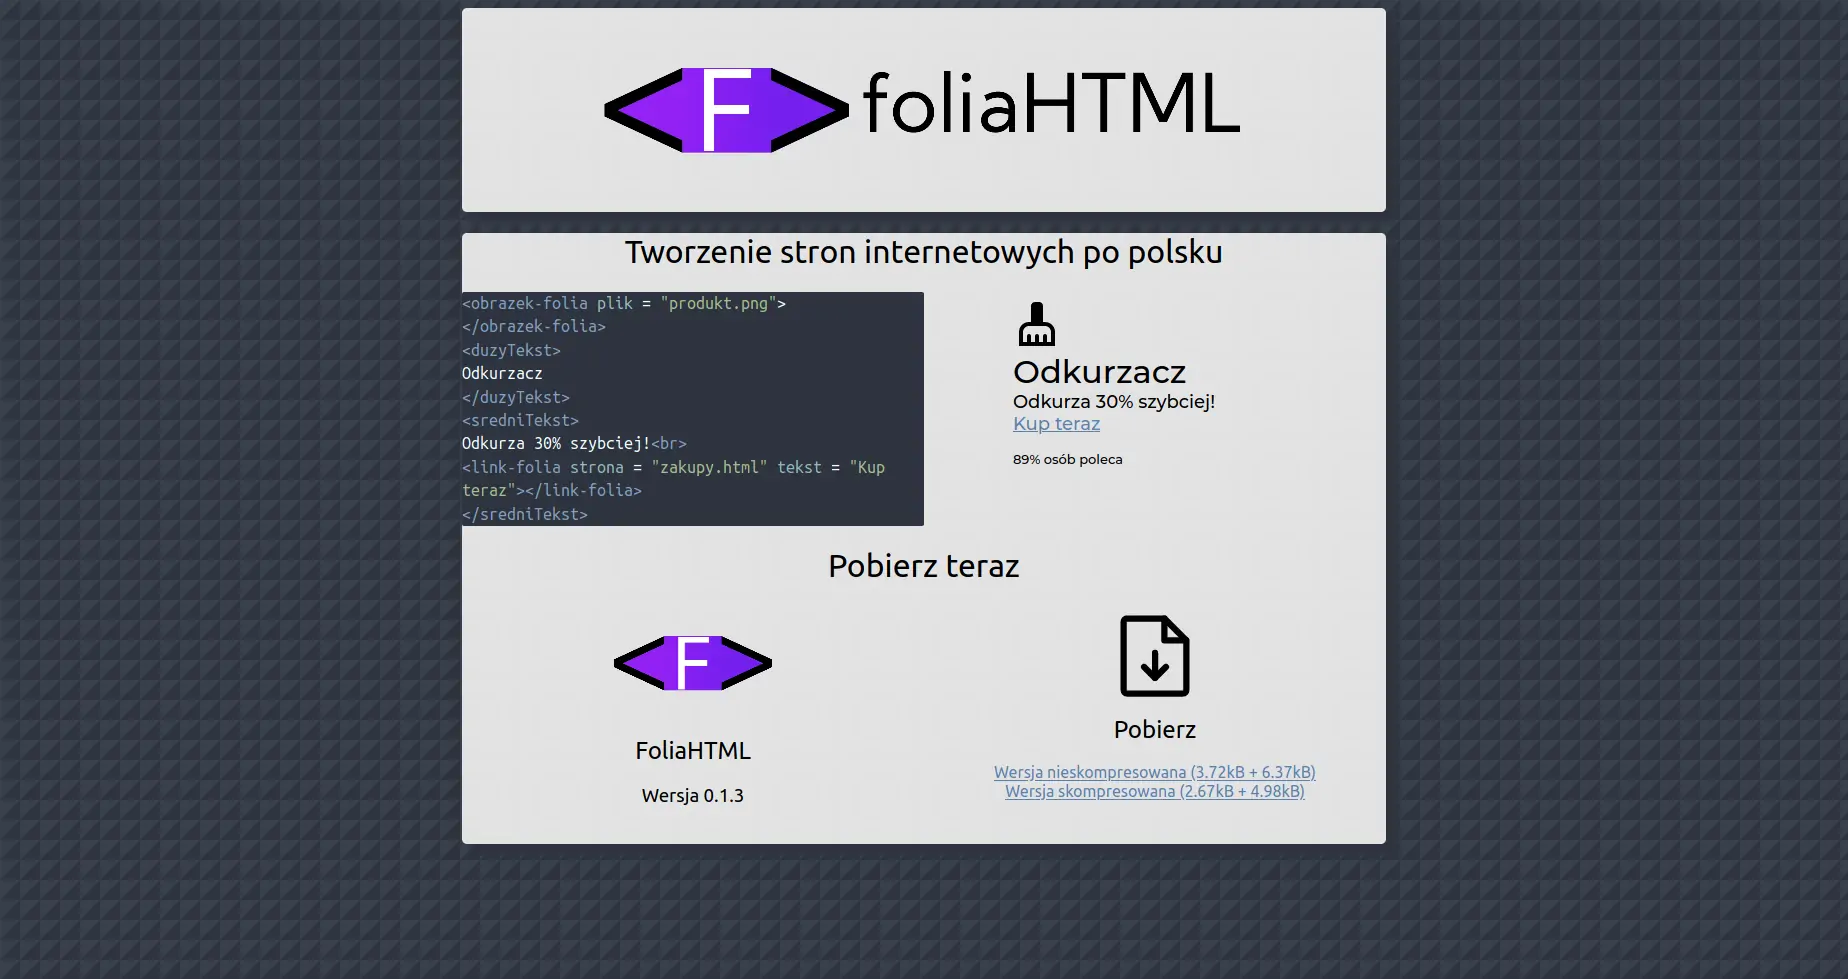 F foliaHTML
Tworzenie stron internetowych po polsku
<obrazek-folia plik = "produkt.png">
</obrazek-folia>
<duzyTekst>
Odkurzacz
</duzyTekst>
<sredniTekst>
Odkurza 30% szybciej!<br>
<link-folia strona = "zakupy.html" tekst = "Kup
teraz"></link-folia>
</sredniTekst>
Odkurzacz
Odkurza 30% szybciej!
Kup teraz
89% osób poleca
Pobierz teraz
F
FoliaHTML
Wersja 0.1.3
Pobierz
Wersja nieskompresowana (3.72kB + 6.37kB)
Wersja skompresowana (2.67kB + 4.98kB)